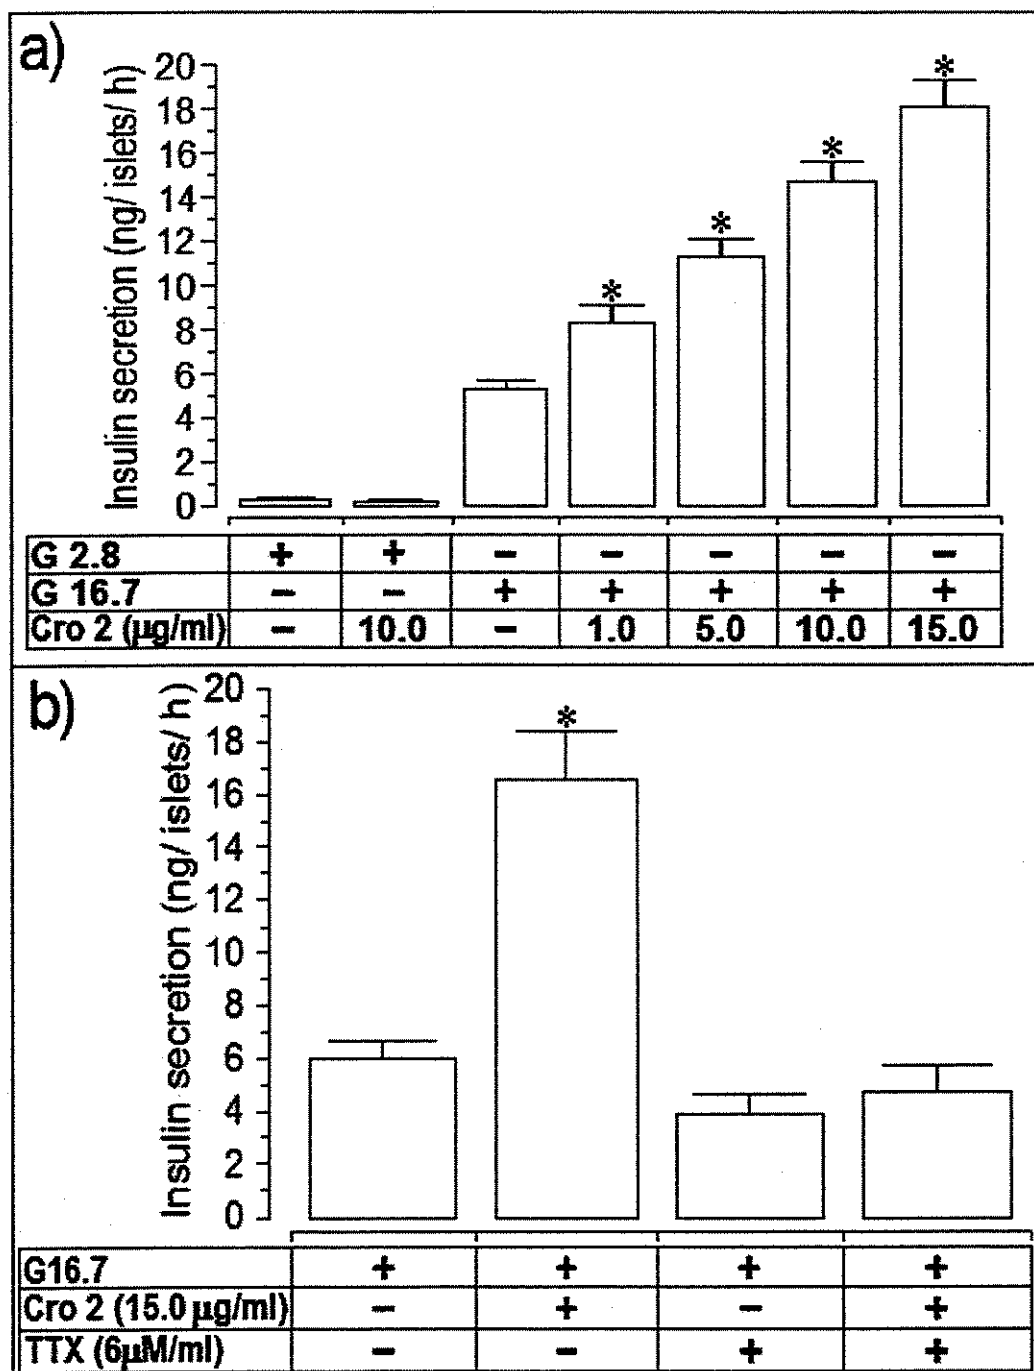 a)
Insulin secretion (ng/ islets/ h)
20
18
16
14
12
10
8
6
4
2
0
* * * *
G 2.8 + + – – – – –
G 16.7 – – + + + + +
Cro 2 (µg/ml) – 10.0 – 1.0 5.0 10.0 15.0
b)
Insulin secretion (ng/ islets/ h)
20
18
16
14
12
10
8
6
4
2
0
*
G16.7 + + + +
Cro 2 (15.0 µg/ml) – + – +
TTX (6µM/ml) – – + +